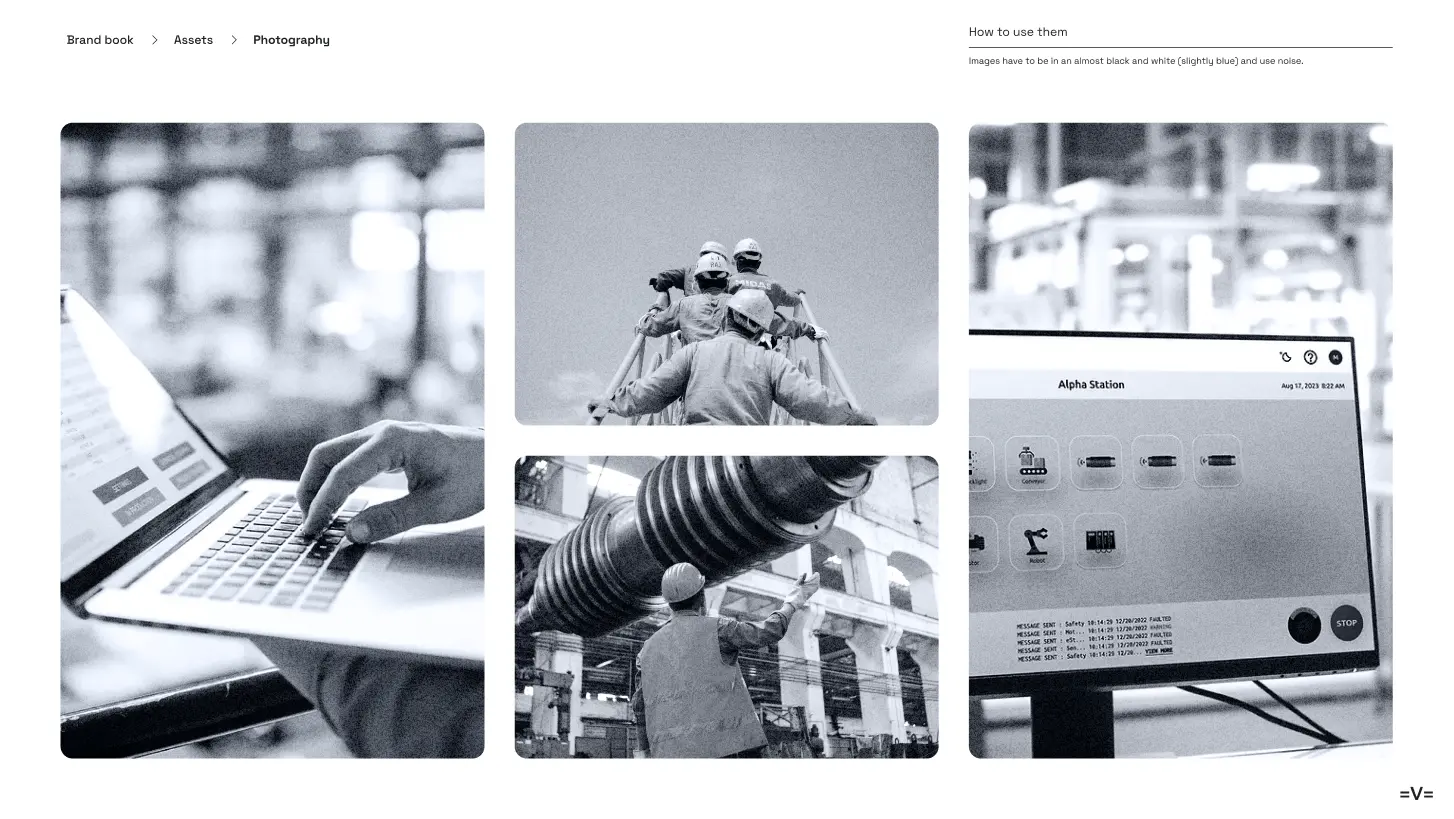 Brand book > Assets > Photography
How to use them
Images have to be in an almost black and white (slightly blue) and use noise.
SETTINGS
MIDAS
Alpha Station
Aug 17, 2023 8:22 AM
M
Conveyor
Robot
MESSAGE SENT : Safety 10:14:29 12/20/2022 FAULTED
MESSAGE SENT : Mot... 10:14:29 12/20/2022 WARNING
MESSAGE SENT : eSt... 10:14:29 12/20/2022 FAULTED
MESSAGE SENT : Sen... 10:14:29 12/20/2022 FAULTED
MESSAGE SENT : Safety 10:14:29 12/20... VIEW MORE
STOP
=V=